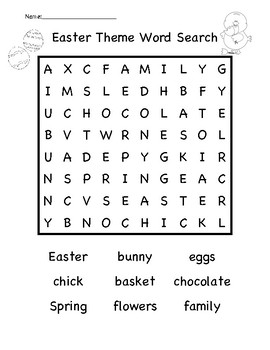 Name:
Easter Theme Word Search
A X C F A M I L Y G
I M S L E D H B F Y
U C H O C O L A T E
B V T W R N E S O L
U A D E P Y G K I R
N S P R I N G E A C
N C V S E A S T E R
Y B N O C H I C K L
Easter bunny eggs
chick basket chocolate
Spring flowers family